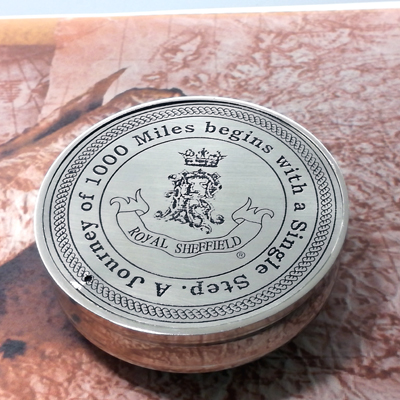 A Journey of 1000 Miles begins with a Single Step.
ROYAL SHEFFIELD
®